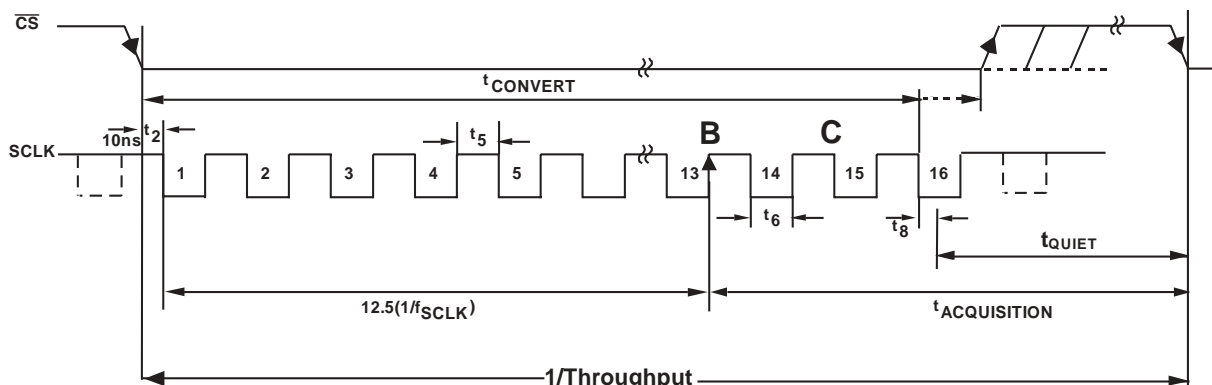 CS
tCONVERT
t2
10ns
t5
B
C
SCLK
1 2 3 4 5 13 14 15 16
t6
t8
tQUIET
12.5(1/fSCLK)
tACQUISITION
1/Throughput